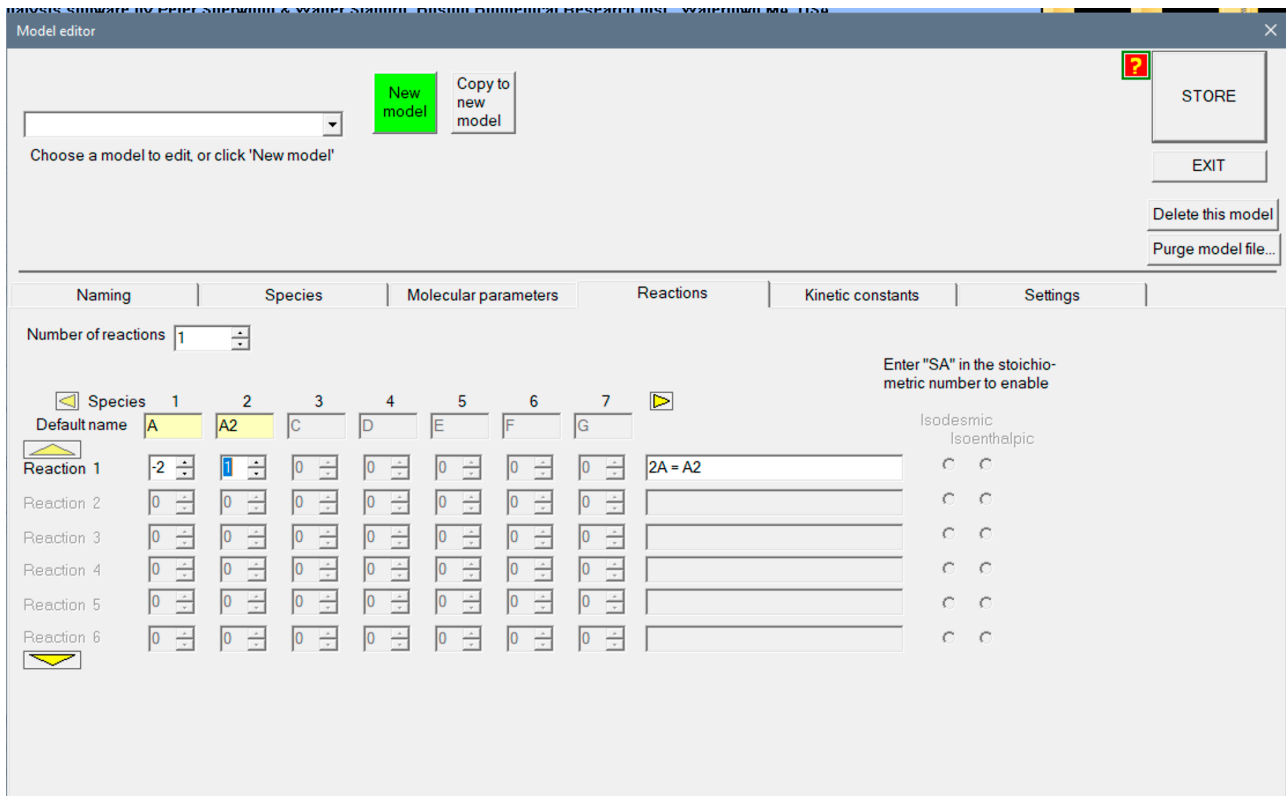 Model editor
New model
Copy to new model
?
STORE
Choose a model to edit, or click 'New model'
EXIT
Delete this model
Purge model file...
Naming Species Molecular parameters Reactions Kinetic constants Settings
Number of reactions 1
Enter "SA" in the stoichio-
metric number to enable
Species 1 2 3 4 5 6 7
Default name A A2 C D E F G
Isodesmic
Isoenthalpic
Reaction 1 -2 1 0 0 0 0 0 2A = A2
Reaction 2 0 0 0 0 0 0 0
Reaction 3 0 0 0 0 0 0 0
Reaction 4 0 0 0 0 0 0 0
Reaction 5 0 0 0 0 0 0 0
Reaction 6 0 0 0 0 0 0 0